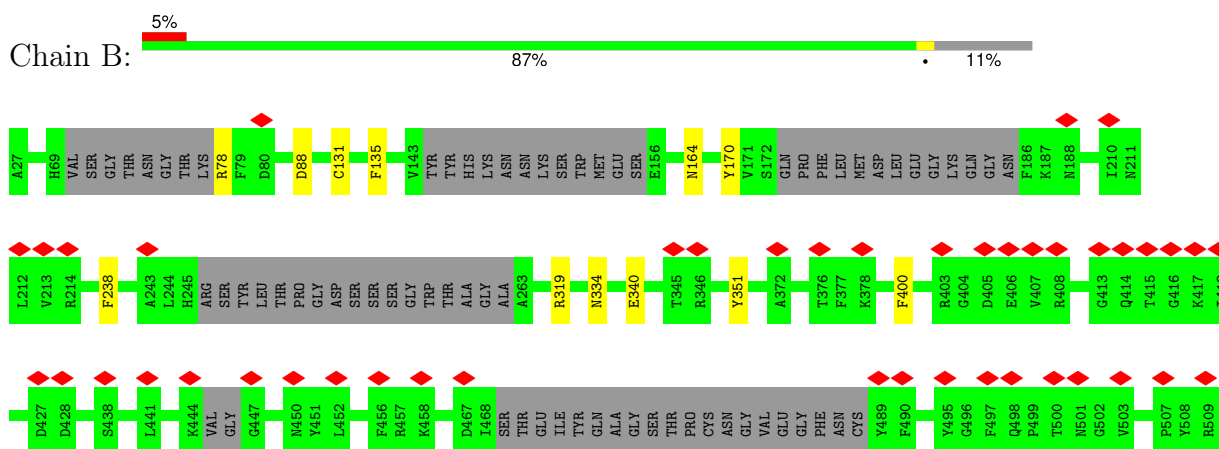 5%
Chain B:
87% • 11%
A27 H69 VAL SER GLY THR ASN GLY THR LYS R78 F79 D80 D88 C131 F135 V143 TYR TYR HIS LYS ASN ASN LYS SER TRP MET GLU SER E156 N164 Y170 V171 S172 GLN PRO PHE LEU MET ASP LEU GLU GLY LYS GLN GLY ASN F186 K187 N188 I210 N211
L212 V213 R214 F238 A243 L244 H245 ARG SER TYR LEU THR PRO GLY ASP SER SER SER GLY TRP THR ALA GLY ALA A263 R319 N334 E340 T345 R346 Y351 A372 T376 F377 K378 F400 R403 G404 D405 E406 V407 R408 G413 Q414 T415 G416 K417
D427 D428 S438 L441 K444 VAL GLY G447 N450 Y451 L452 F456 R457 K458 D467 I468 SER THR GLU ILE TYR GLN ALA GLY SER THR PRO CYS ASN GLY VAL GLU GLY PHE ASN CYS Y489 F490 Y495 G496 F497 Q498 P499 T500 N501 G502 V503 P507 Y508 R509